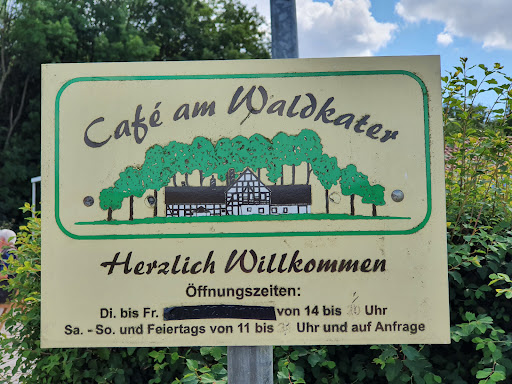 Café am Waldkater
Herzlich Willkommen
Öffnungszeiten:
Di. bis Fr. von 14 bis Uhr
Sa. - So. und Feiertags von 11 bis Uhr und auf Anfrage